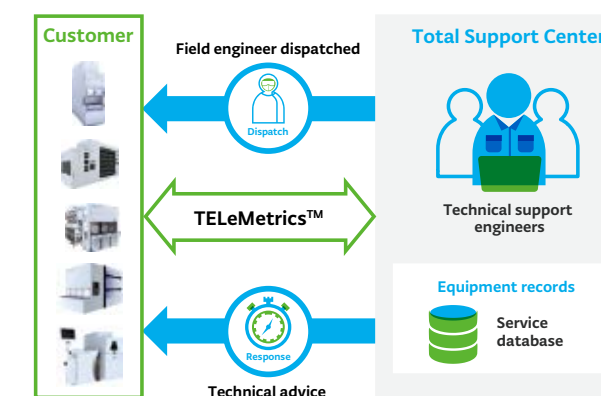 Customer
Field engineer dispatched
Dispatch
TELeMetrics™
Response
Technical advice
Total Support Center
Technical support
engineers
Equipment records
Service
database